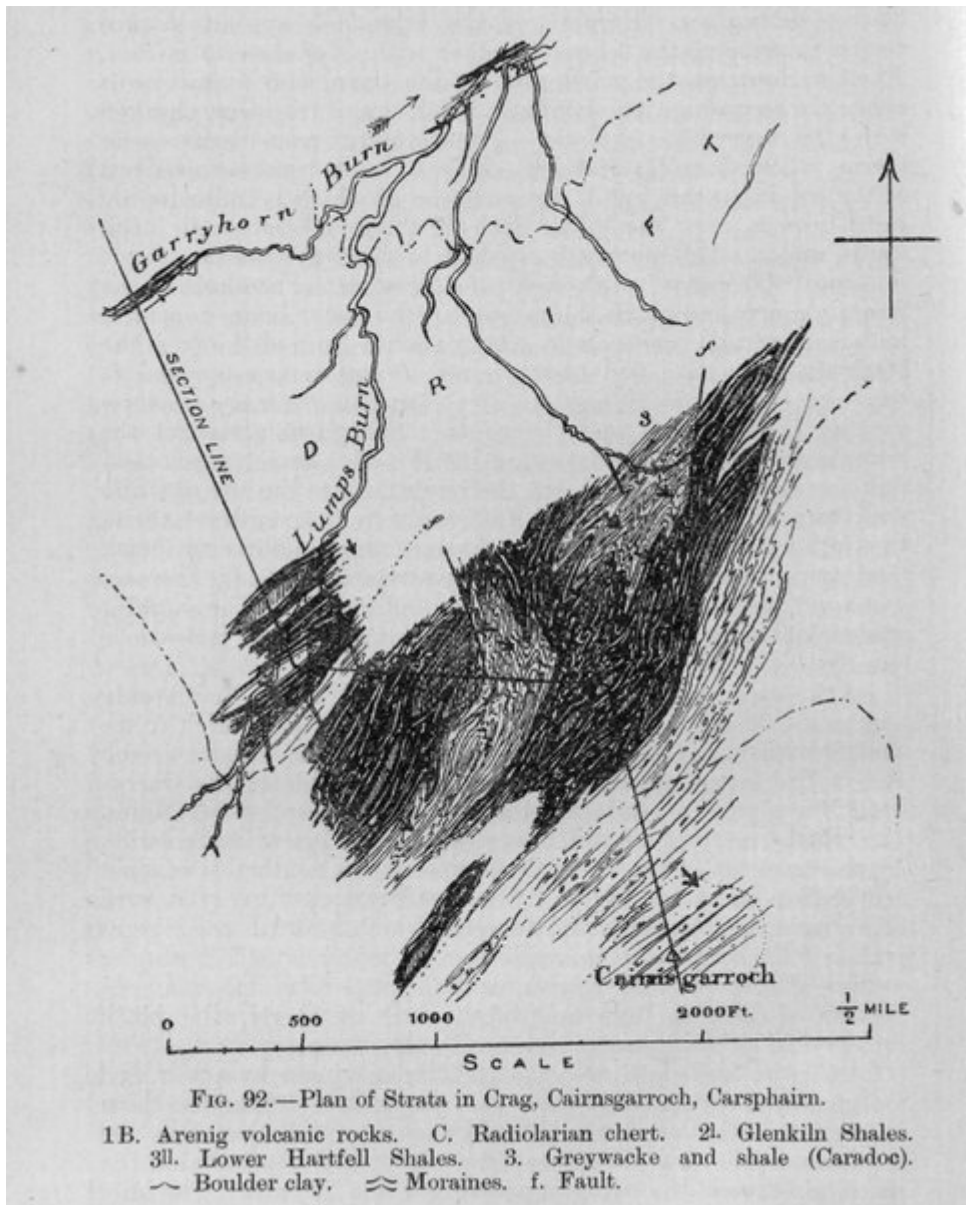 Garryhorn Burn
SECTION LINE
Lumps Burn
D R I F T
3
Cairnsgarroch
0 500 1000 2000 Ft. 1/2 MILE
SCALE
FIG. 92.—Plan of Strata in Crag, Cairnsgarroch, Carsphairn.
1B. Arenig volcanic rocks. C. Radiolarian chert. 2l. Glenkiln Shales.
3ll. Lower Hartfell Shales. 3. Greywacke and shale (Caradoc).
Boulder clay. Moraines. f. Fault.